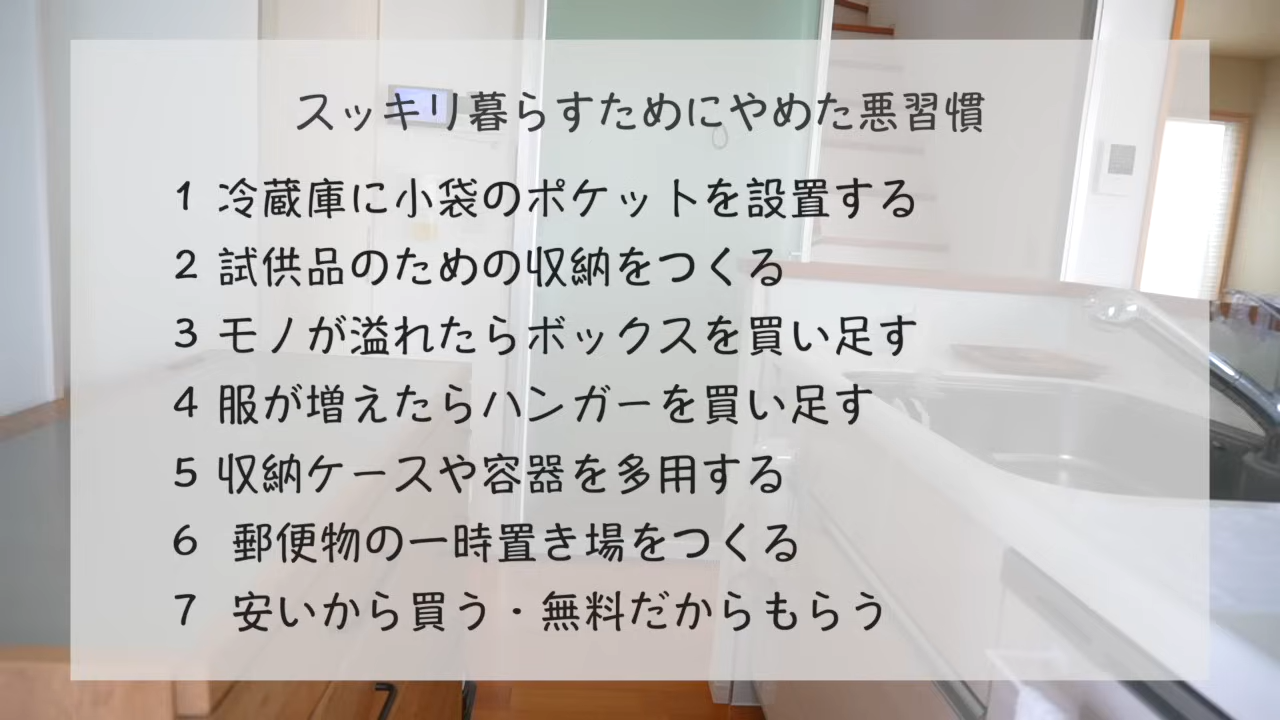 スッキリ暮らすためにやめた悪習慣
1 冷蔵庫に小袋のポケットを設置する
2 試供品のための収納をつくる
3 モノが溢れたらボックスを買い足す
4 服が増えたらハンガーを買い足す
5 収納ケースや容器を多用する
6 郵便物の一時置き場をつくる
7 安いから買う・無料だからもらう